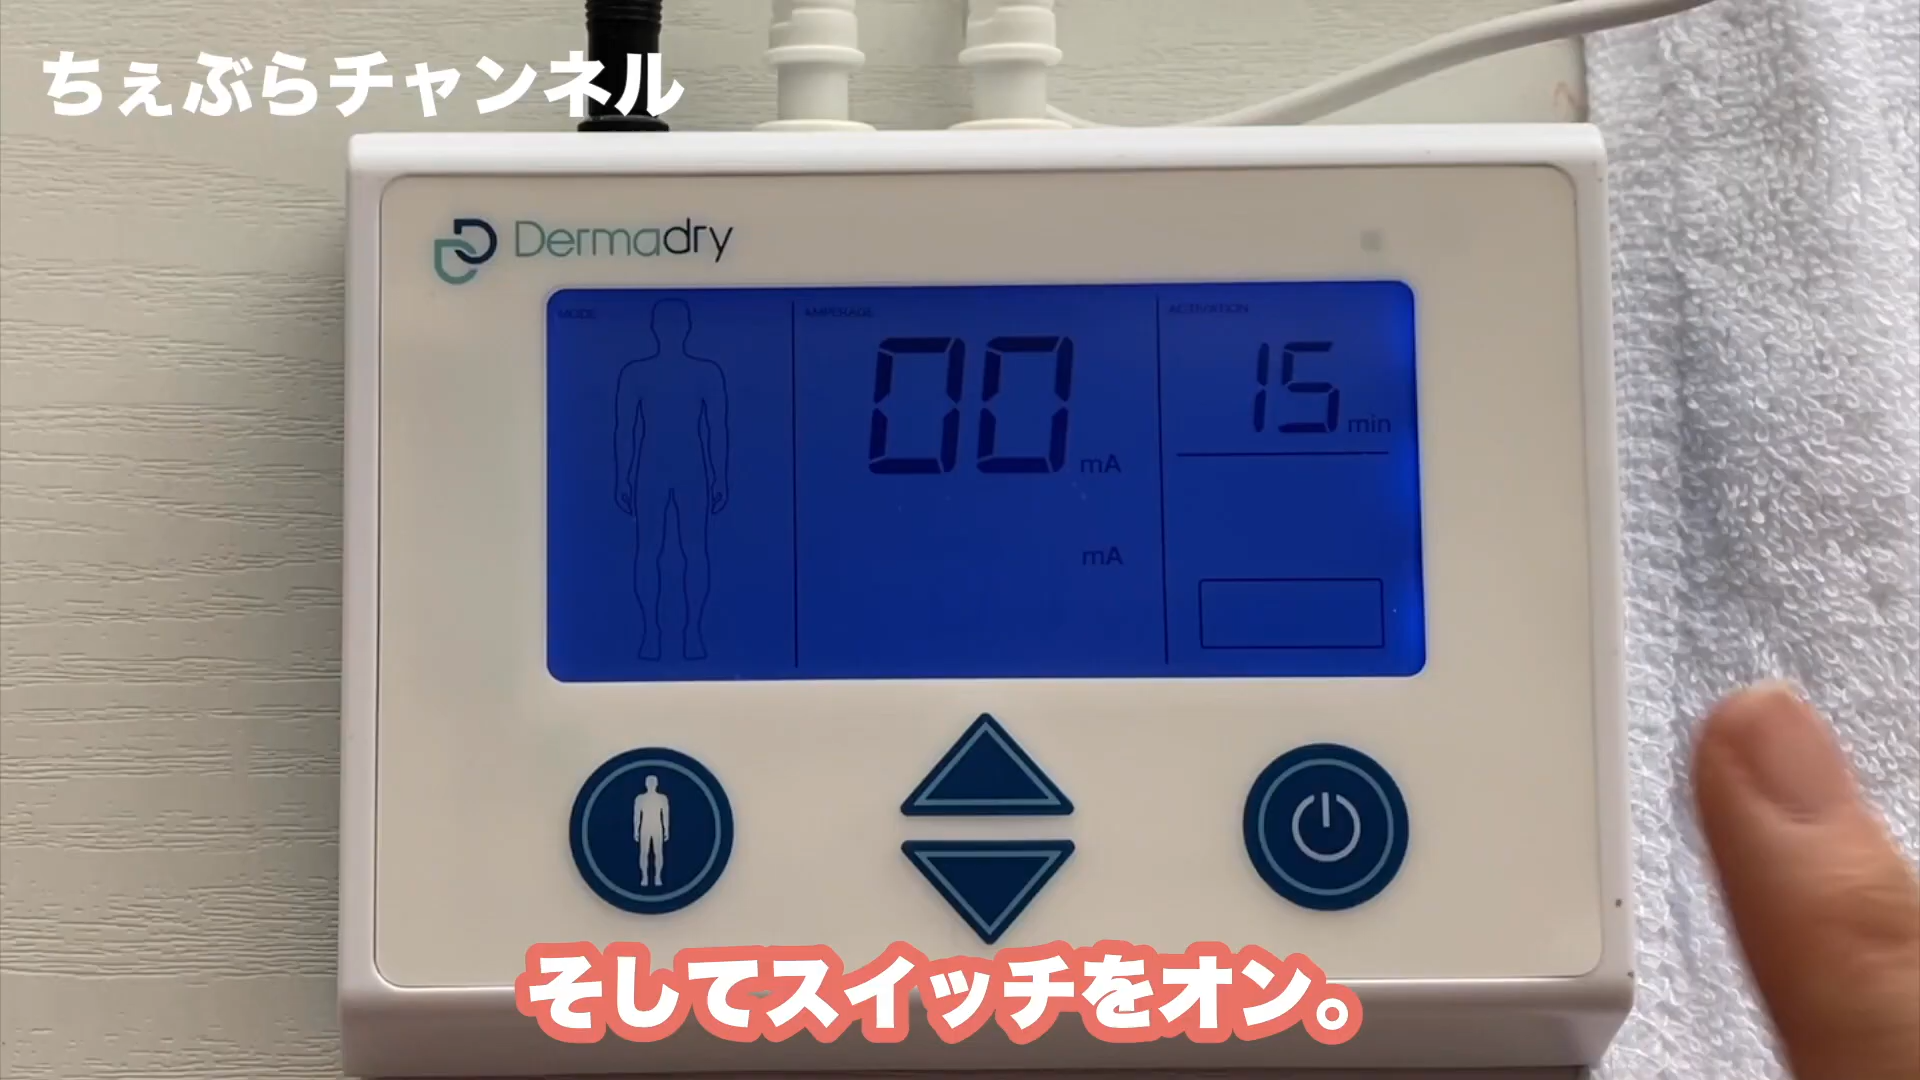 ちぇぶらチャンネル
Dermadry
MODE
AMPERAGE
ACTIVATION
00 mA
15 min
mA
そしてスイッチをオン。